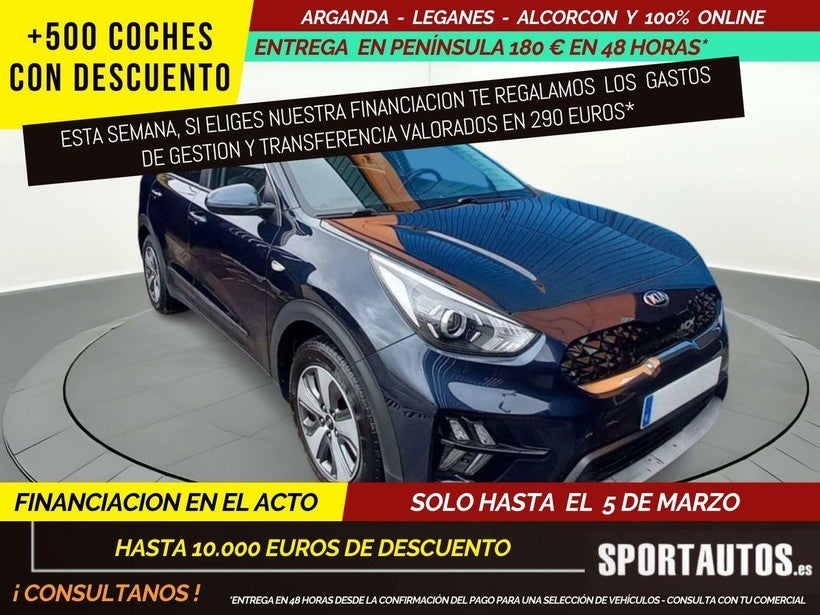 +500 COCHES
CON DESCUENTO
ARGANDA - LEGANES - ALCORCON Y 100% ONLINE
ENTREGA EN PENÍNSULA 180 € EN 48 HORAS*
ESTA SEMANA, SI ELIGES NUESTRA FINANCIACION TE REGALAMOS LOS GASTOS
DE GESTION Y TRANSFERENCIA VALORADOS EN 290 EUROS*
KIA
FINANCIACION EN EL ACTO
SOLO HASTA EL 5 DE MARZO
HASTA 10.000 EUROS DE DESCUENTO
SPORTAUTOS.es
¡ CONSULTANOS !
*ENTREGA EN 48 HORAS DESDE LA CONFIRMACIÓN DEL PAGO PARA UNA SELECCIÓN DE VEHÍCULOS - CONSULTA CON TU COMERCIAL